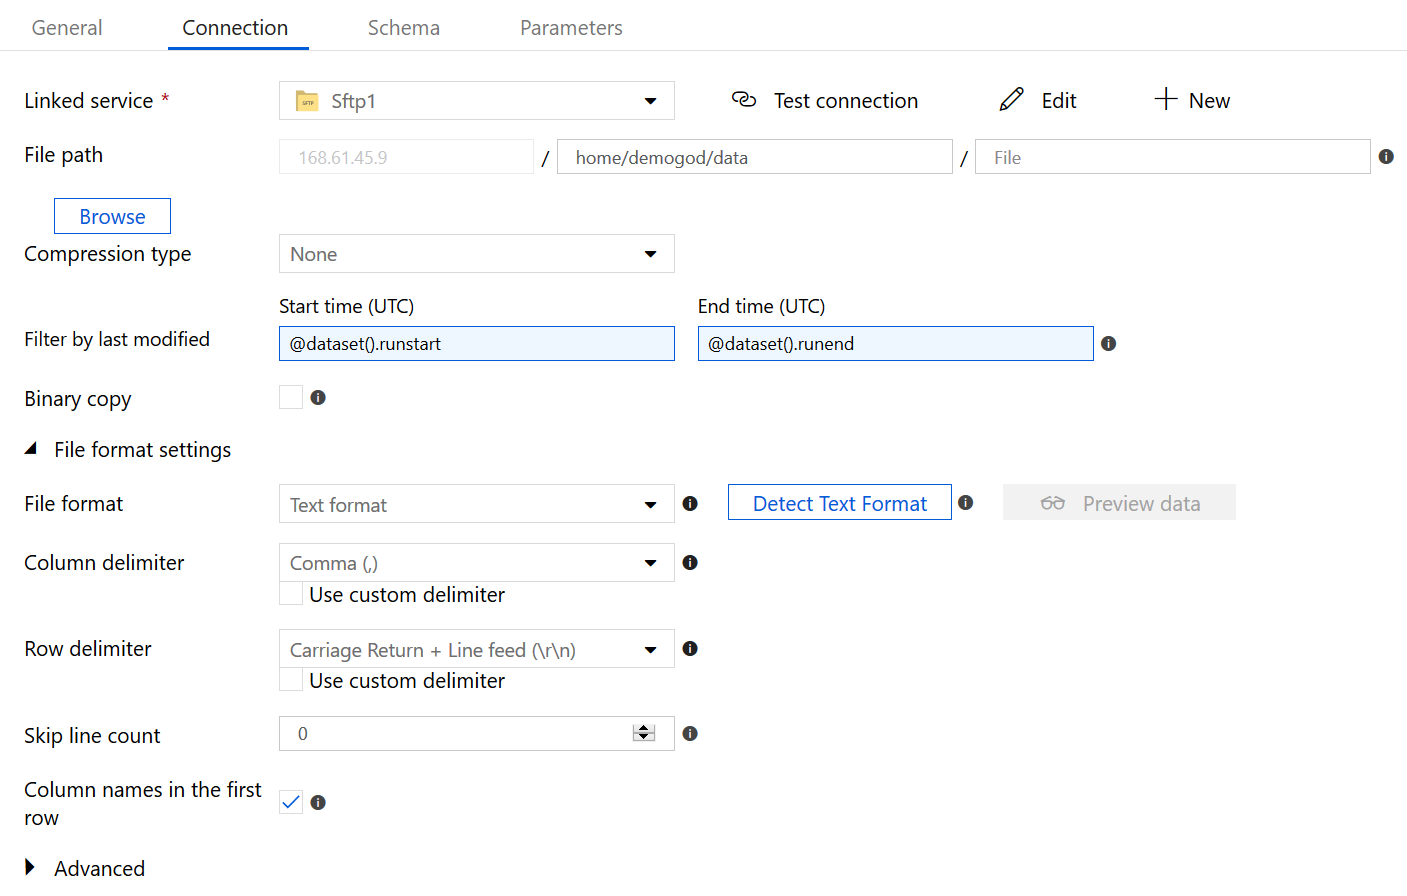 General Connection Schema Parameters
Linked service * SFTP Sftp1 Test connection Edit New
File path 168.61.45.9 / home/demogod/data / File
Browse
Compression type None
Start time (UTC) End time (UTC)
Filter by last modified @dataset().runstart @dataset().runend
Binary copy
File format settings
File format Text format Detect Text Format Preview data
Column delimiter Comma (,)
Use custom delimiter
Row delimiter Carriage Return + Line feed (\r\n)
Use custom delimiter
Skip line count 0
Column names in the first
row
Advanced